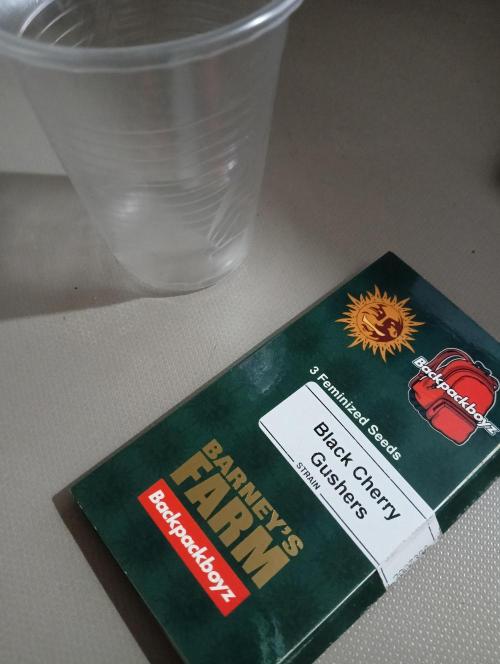 Backpackboyz
3 Feminized Seeds
Black Cherry
Gushers
STRAIN
BARNEY'S
FARM
Backpackboyz